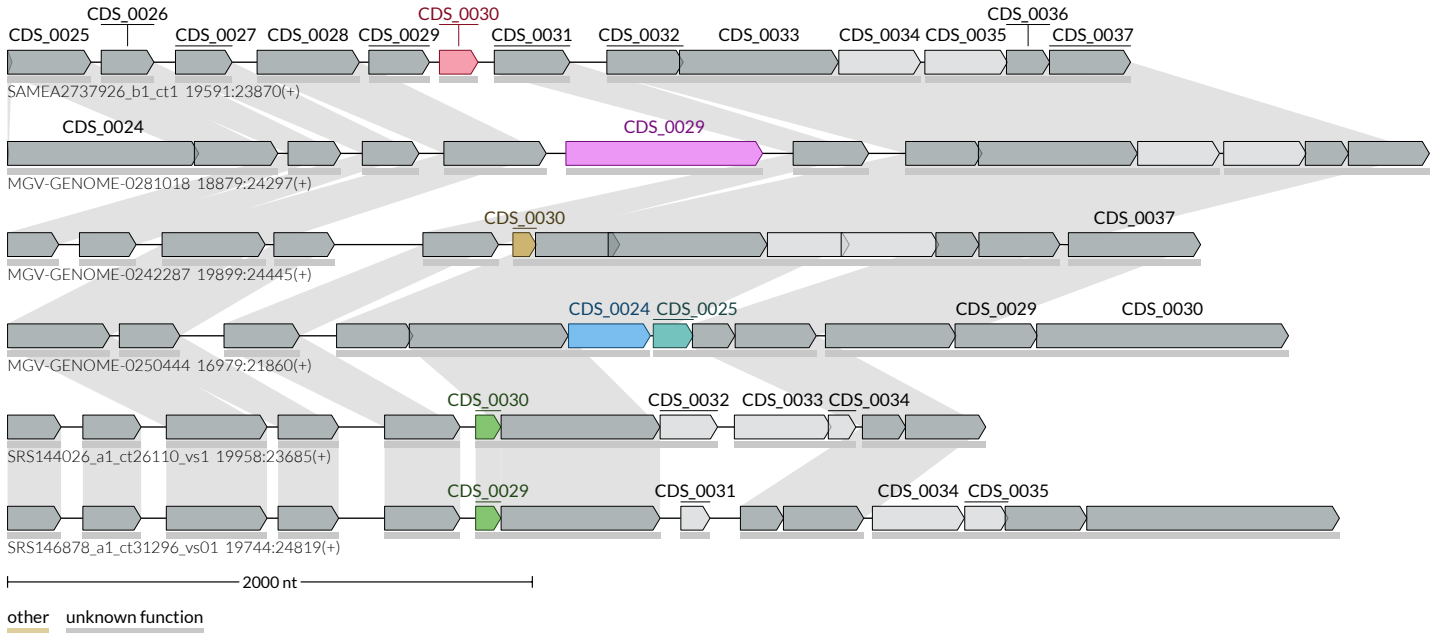 CDS_0026 CDS_0030 CDS_0036
CDS_0025 CDS_0027 CDS_0028 CDS_0029 CDS_0031 CDS_0032 CDS_0033 CDS_0034 CDS_0035 CDS_0037
SAMEA2737926_b1_ct1 19591:23870(+)
CDS_0024 CDS_0029
MGV-GENOME-0281018 18879:24297(+)
CDS_0030 CDS_0037
MGV-GENOME-0242287 19899:24445(+)
CDS_0024 CDS_0025 CDS_0029 CDS_0030
MGV-GENOME-0250444 16979:21860(+)
CDS_0030 CDS_0032 CDS_0033 CDS_0034
SRS144026_a1_ct26110_vs1 19958:23685(+)
CDS_0029 CDS_0031 CDS_0034 CDS_0035
SRS146878_a1_ct31296_vs01 19744:24819(+)
2000 nt
other unknown function